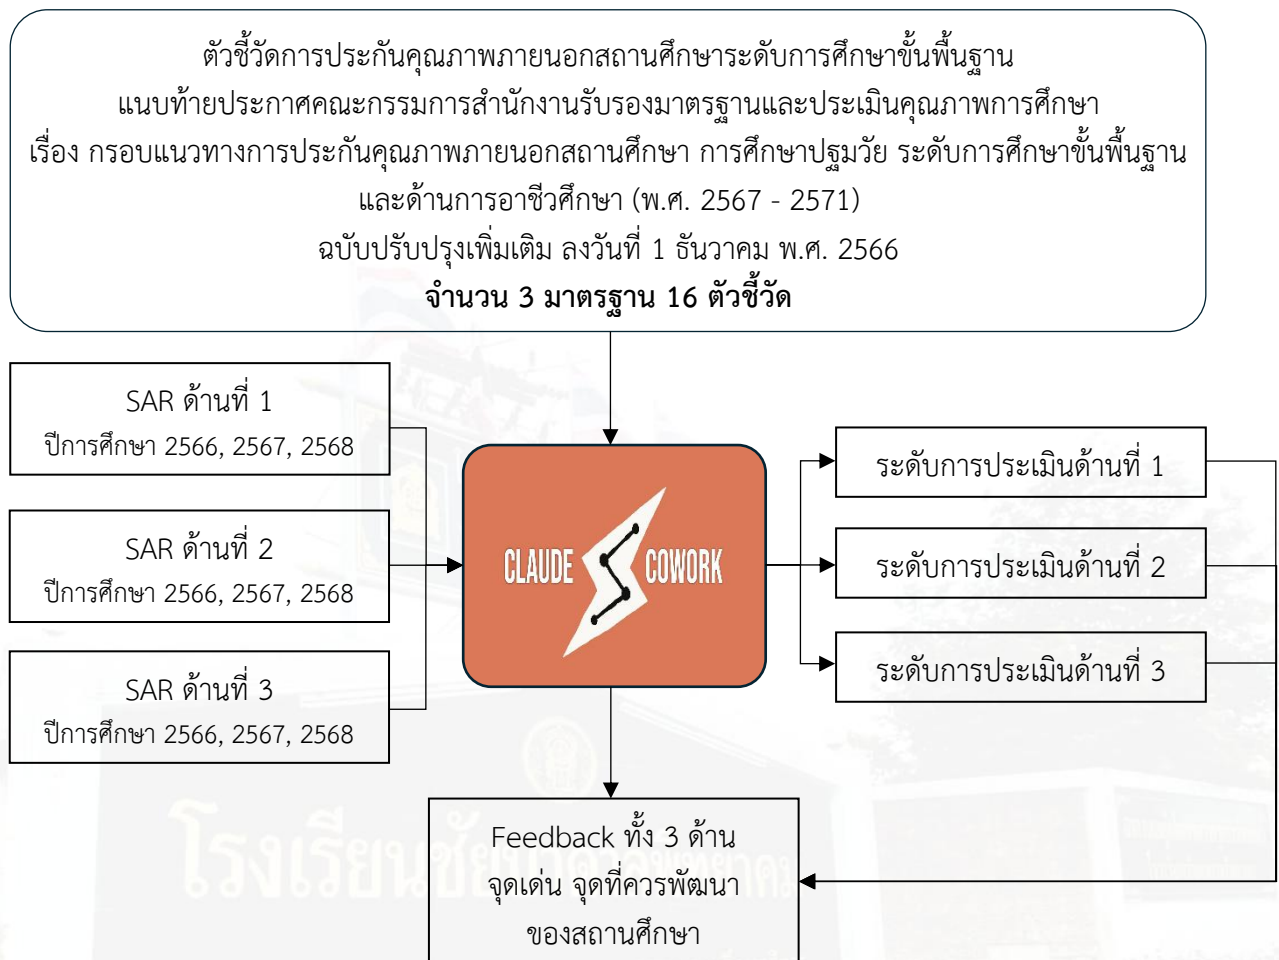 ตัวชี้วัดการประกันคุณภาพภายนอกสถานศึกษาระดับการศึกษาขั้นพื้นฐาน
แนบท้ายประกาศคณะกรรมการสำนักงานรับรองมาตรฐานและประเมินคุณภาพการศึกษา
เรื่อง กรอบแนวทางการประกันคุณภาพภายนอกสถานศึกษา การศึกษาปฐมวัย ระดับการศึกษาขั้นพื้นฐาน
และด้านการอาชีวศึกษา (พ.ศ. 2567 - 2571)
ฉบับปรับปรุงเพิ่มเติม ลงวันที่ 1 ธันวาคม พ.ศ. 2566
จำนวน 3 มาตรฐาน 16 ตัวชี้วัด
SAR ด้านที่ 1
ปีการศึกษา 2566, 2567, 2568
SAR ด้านที่ 2
ปีการศึกษา 2566, 2567, 2568
SAR ด้านที่ 3
ปีการศึกษา 2566, 2567, 2568
CLAUDE COWORK
ระดับการประเมินด้านที่ 1
ระดับการประเมินด้านที่ 2
ระดับการประเมินด้านที่ 3
Feedback ทั้ง 3 ด้าน
จุดเด่น จุดที่ควรพัฒนา
ของสถานศึกษา
โรงเรียน